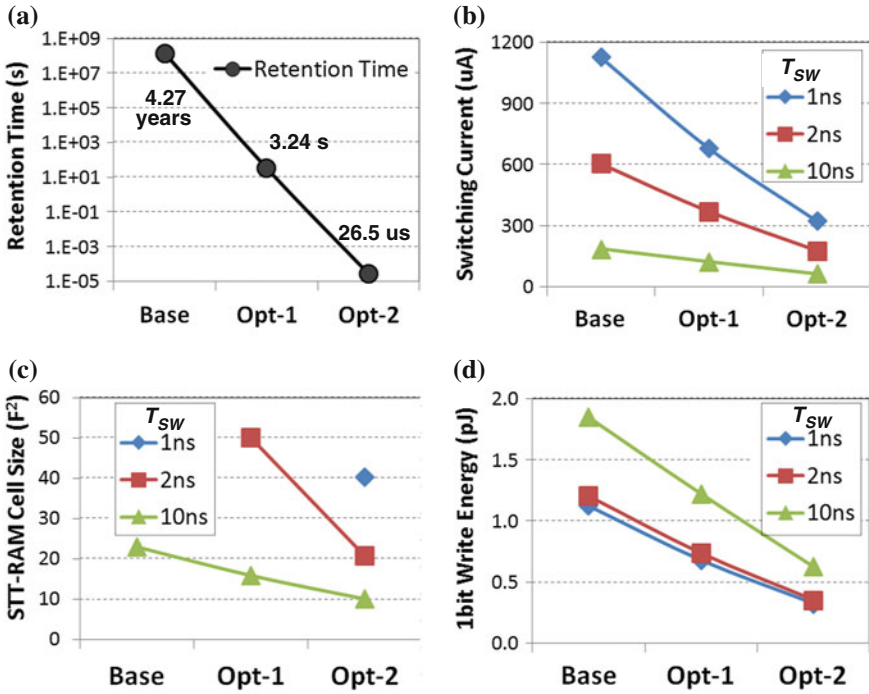 (a)
Retention Time (s)
1.E+09
1.E+07
1.E+05
1.E+03
1.E+01
1.E-01
1.E-03
1.E-05
Retention Time
4.27
years
3.24 s
26.5 us
Base Opt-1 Opt-2
(b)
Switching Current (uA)
1200
900
600
300
0
TSW
1ns
2ns
10ns
Base Opt-1 Opt-2
(c)
STT-RAM Cell Size (F²)
60
50
40
30
20
10
0
TSW
1ns
2ns
10ns
Base Opt-1 Opt-2
(d)
1bit Write Energy (pJ)
2.0
1.5
1.0
0.5
0.0
TSW
1ns
2ns
10ns
Base Opt-1 Opt-2